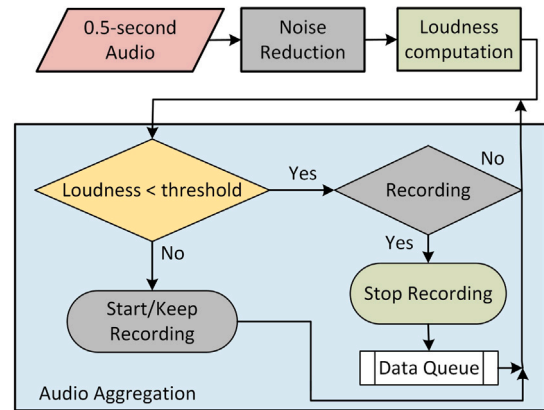 0.5-second
Audio
Noise
Reduction
Loudness
computation
Loudness < threshold
Yes
Recording
No
No
Yes
Start/Keep
Recording
Stop Recording
Data Queue
Audio Aggregation